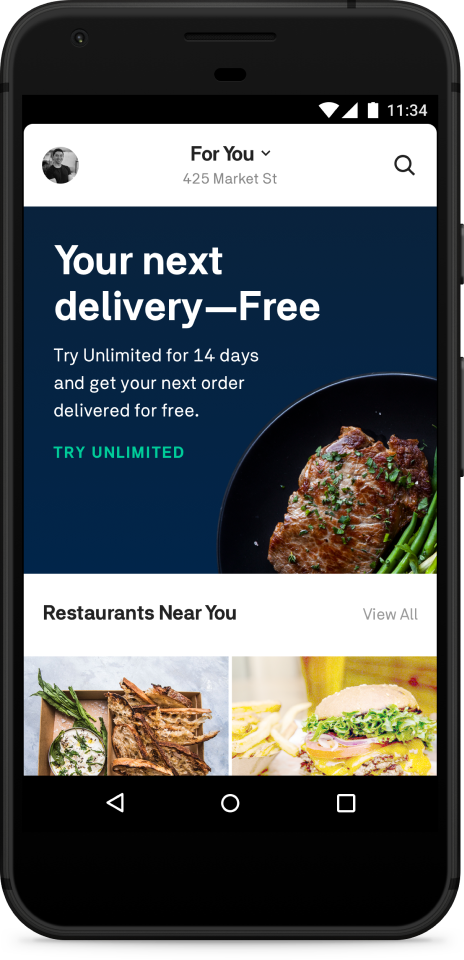 11:34
For You
425 Market St
Your next
delivery—Free
Try Unlimited for 14 days
and get your next order
delivered for free.
TRY UNLIMITED
Restaurants Near You
View All